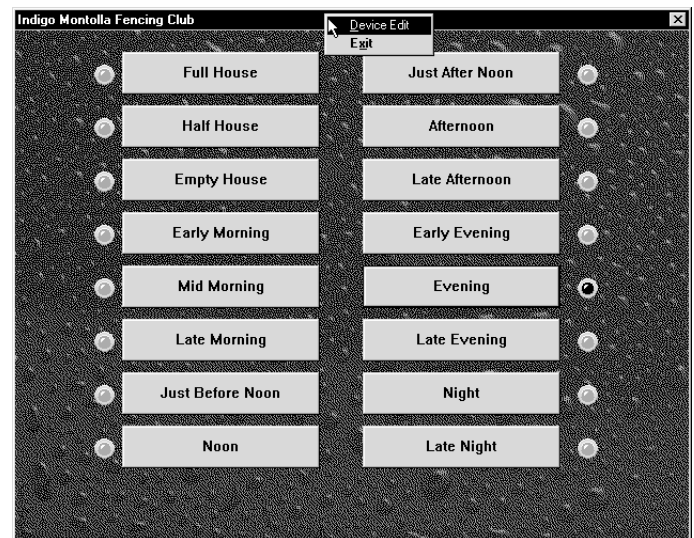 Indigo Montolla Fencing Club
Device Edit
Exit
Full House
Just After Noon
Half House
Afternoon
Empty House
Late Afternoon
Early Morning
Early Evening
Mid Morning
Evening
Late Morning
Late Evening
Just Before Noon
Night
Noon
Late Night